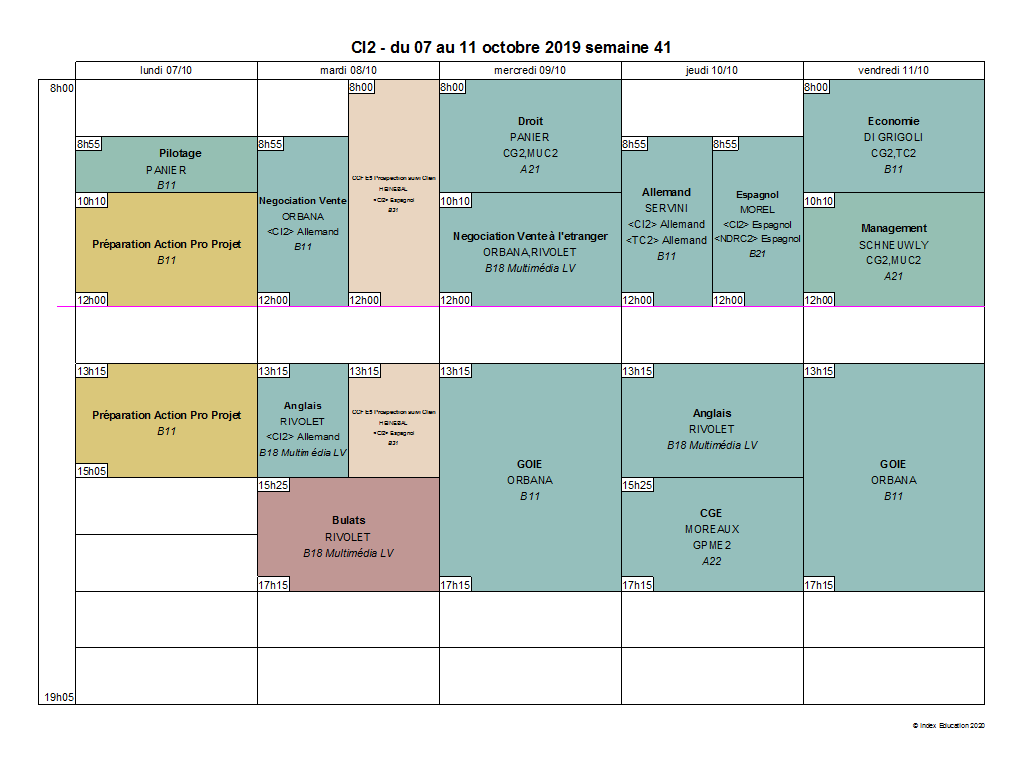 CI2 - du 07 au 11 octobre 2019 semaine 41
lundi 07/10
mardi 08/10
mercredi 09/10
jeudi 10/10
vendredi 11/10
8h00
19h05
8h55
Pilotage
PANIER
B11
10h10
Préparation Action Pro Projet
B11
12h00
13h15
Préparation Action Pro Projet
B11
15h05
8h55
Negociation Vente
ORBANA
<CI2> Allemand
B11
12h00
8h00
CCF E5 Prospection suivi Clien
<CI2> Espagnol
B31
12h00
13h15
Anglais
RIVOLET
<CI2> Allemand
B18 Multimédia LV
13h15
CCF E5 Prospection suivi Clien
<CI2> Espagnol
B31
15h25
Bulats
RIVOLET
B18 Multimédia LV
17h15
8h00
Droit
PANIER
CG2,MUC2
A21
10h10
Negociation Vente à l'etranger
ORBANA,RIVOLET
B18 Multimédia LV
12h00
13h15
GOIE
ORBANA
B11
17h15
8h55
Allemand
SERVINI
<CI2> Allemand
<TC2> Allemand
B11
12h00
8h55
Espagnol
MOREL
<CI2> Espagnol
<NDRC2> Espagnol
B21
12h00
13h15
Anglais
RIVOLET
B18 Multimédia LV
15h25
CGE
MOREAUX
GPME2
A22
17h15
8h00
Economie
DI GRIGOLI
CG2,TC2
B11
10h10
Management
SCHNEUWLY
CG2,MUC2
A21
12h00
13h15
GOIE
ORBANA
B11
17h15
© Index Education 2020